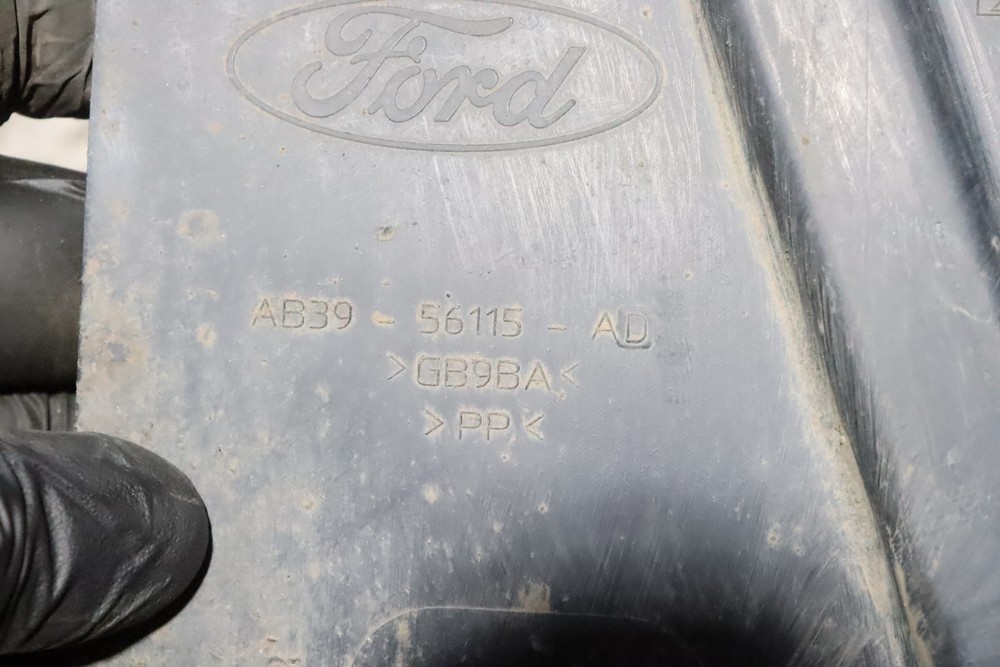 Ford
AB39 - 56115 - AD
>GB9BA<
>PP<